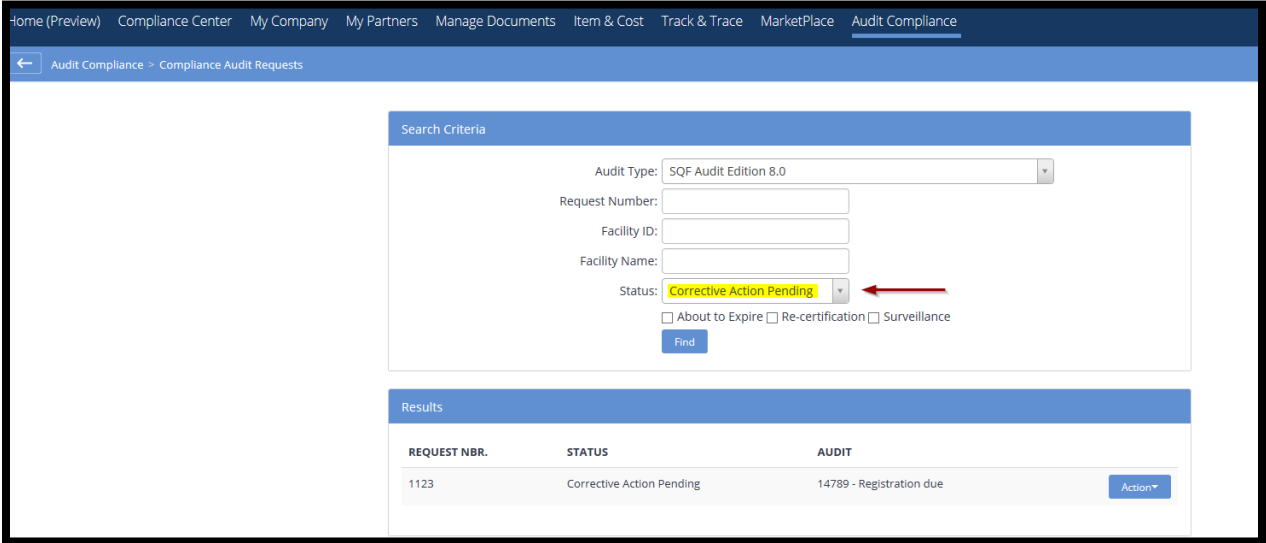 Home (Preview) Compliance Center My Company My Partners Manage Documents Item & Cost Track & Trace MarketPlace Audit Compliance
Audit Compliance > Compliance Audit Requests
Search Criteria
Audit Type: SQF Audit Edition 8.0
Request Number:
Facility ID:
Facility Name:
Status: Corrective Action Pending
About to Expire Re-certification Surveillance
Find
Results
REQUEST NBR. STATUS AUDIT
1123 Corrective Action Pending 14789 - Registration due Action